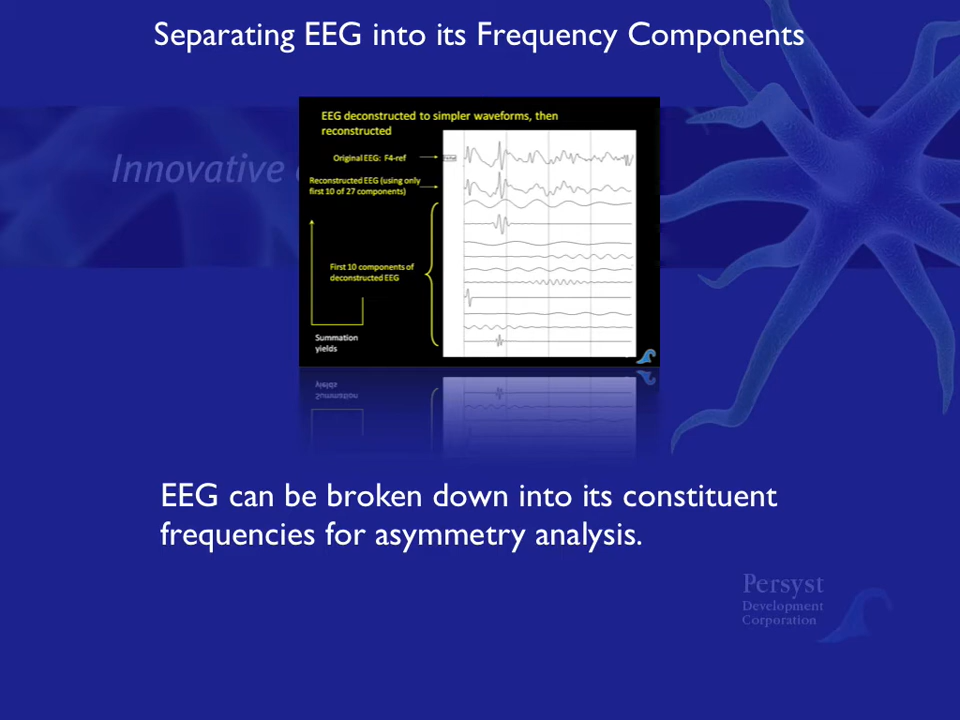 Separating EEG into its Frequency Components
Innovative
EEG deconstructed to simpler waveforms, then
reconstructed
Original EEG: F4-ref
Reconstructed EEG (using only
first 10 of 27 components)
First 10 components of
deconstructed EEG
Summation
yields
EEG can be broken down into its constituent
frequencies for asymmetry analysis.
Persyst
Development
Corporation